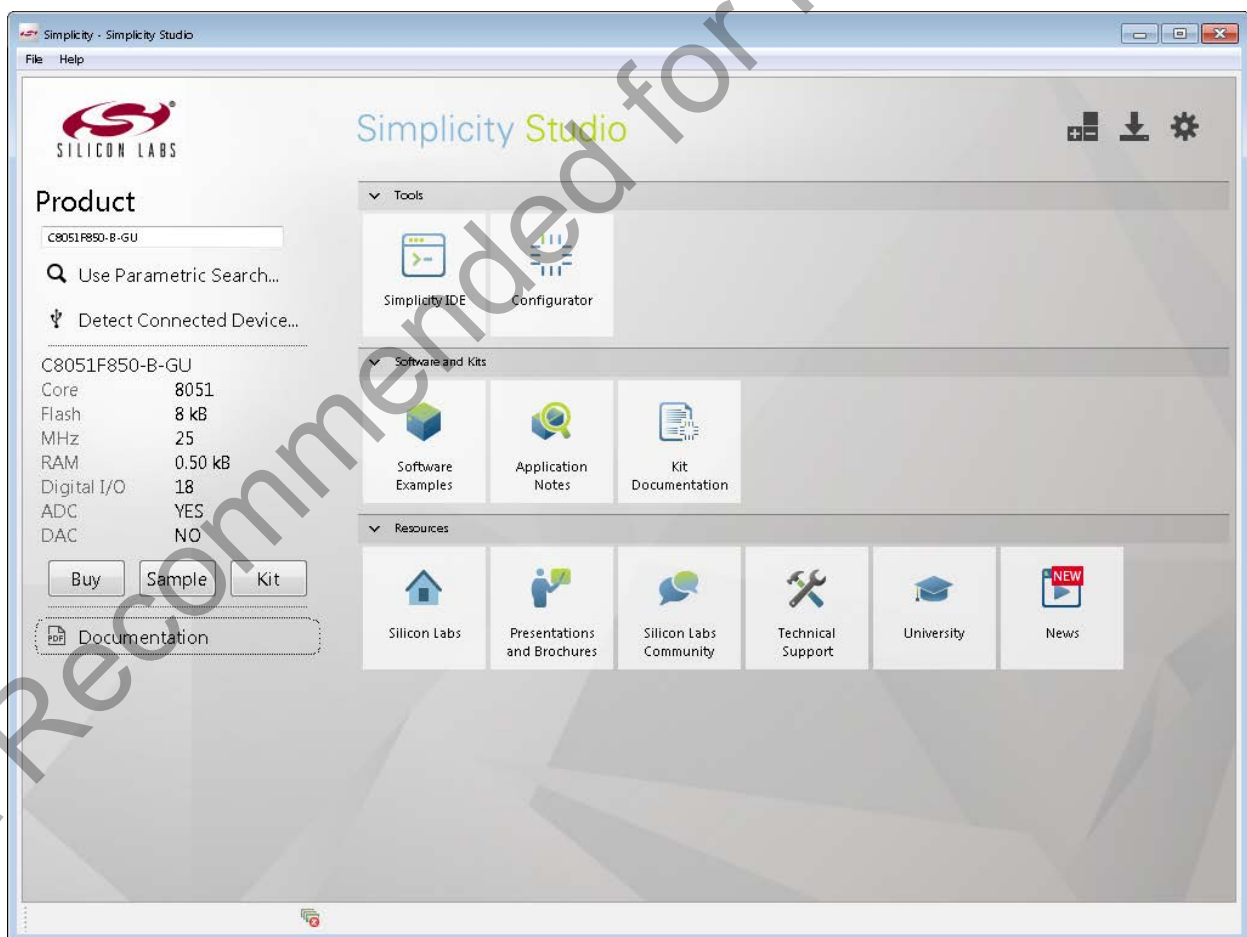 Simplicity - Simplicity Studio
File Help
SILICON LABS
Simplicity Studio
Product
C8051F850-B-GU
Use Parametric Search...
Detect Connected Device...
C8051F850-B-GU
Core 8051
Flash 8 kB
MHz 25
RAM 0.50 kB
Digital I/O 18
ADC YES
DAC NO
Buy Sample Kit
PDF Documentation
Tools
Simplicity IDE Configurator
Software and Kits
Software Application Kit
Examples Notes Documentation
Resources
NEW
Silicon Labs Presentations Silicon Labs Technical University News
and Brochures Community Support
Recommended for